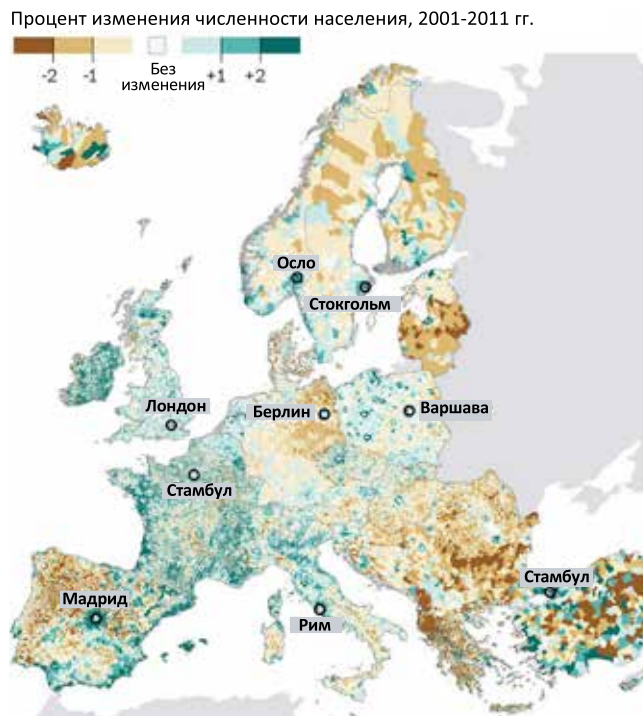 Процент изменения численности населения, 2001-2011 гг.
-2 -1 Без +1 +2
изменения
Осло
Стокгольм
Лондон
Берлин
Варшава
Стамбул
Стамбул
Мадрид
Рим